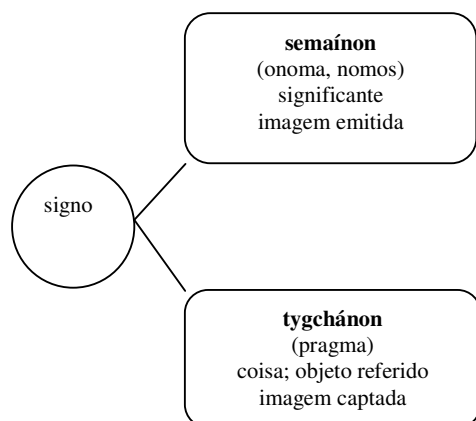 semaínon
(onoma, nomos)
significante
imagem emitida
signo
tygchánon
(pragma)
coisa; objeto referido
imagem captada